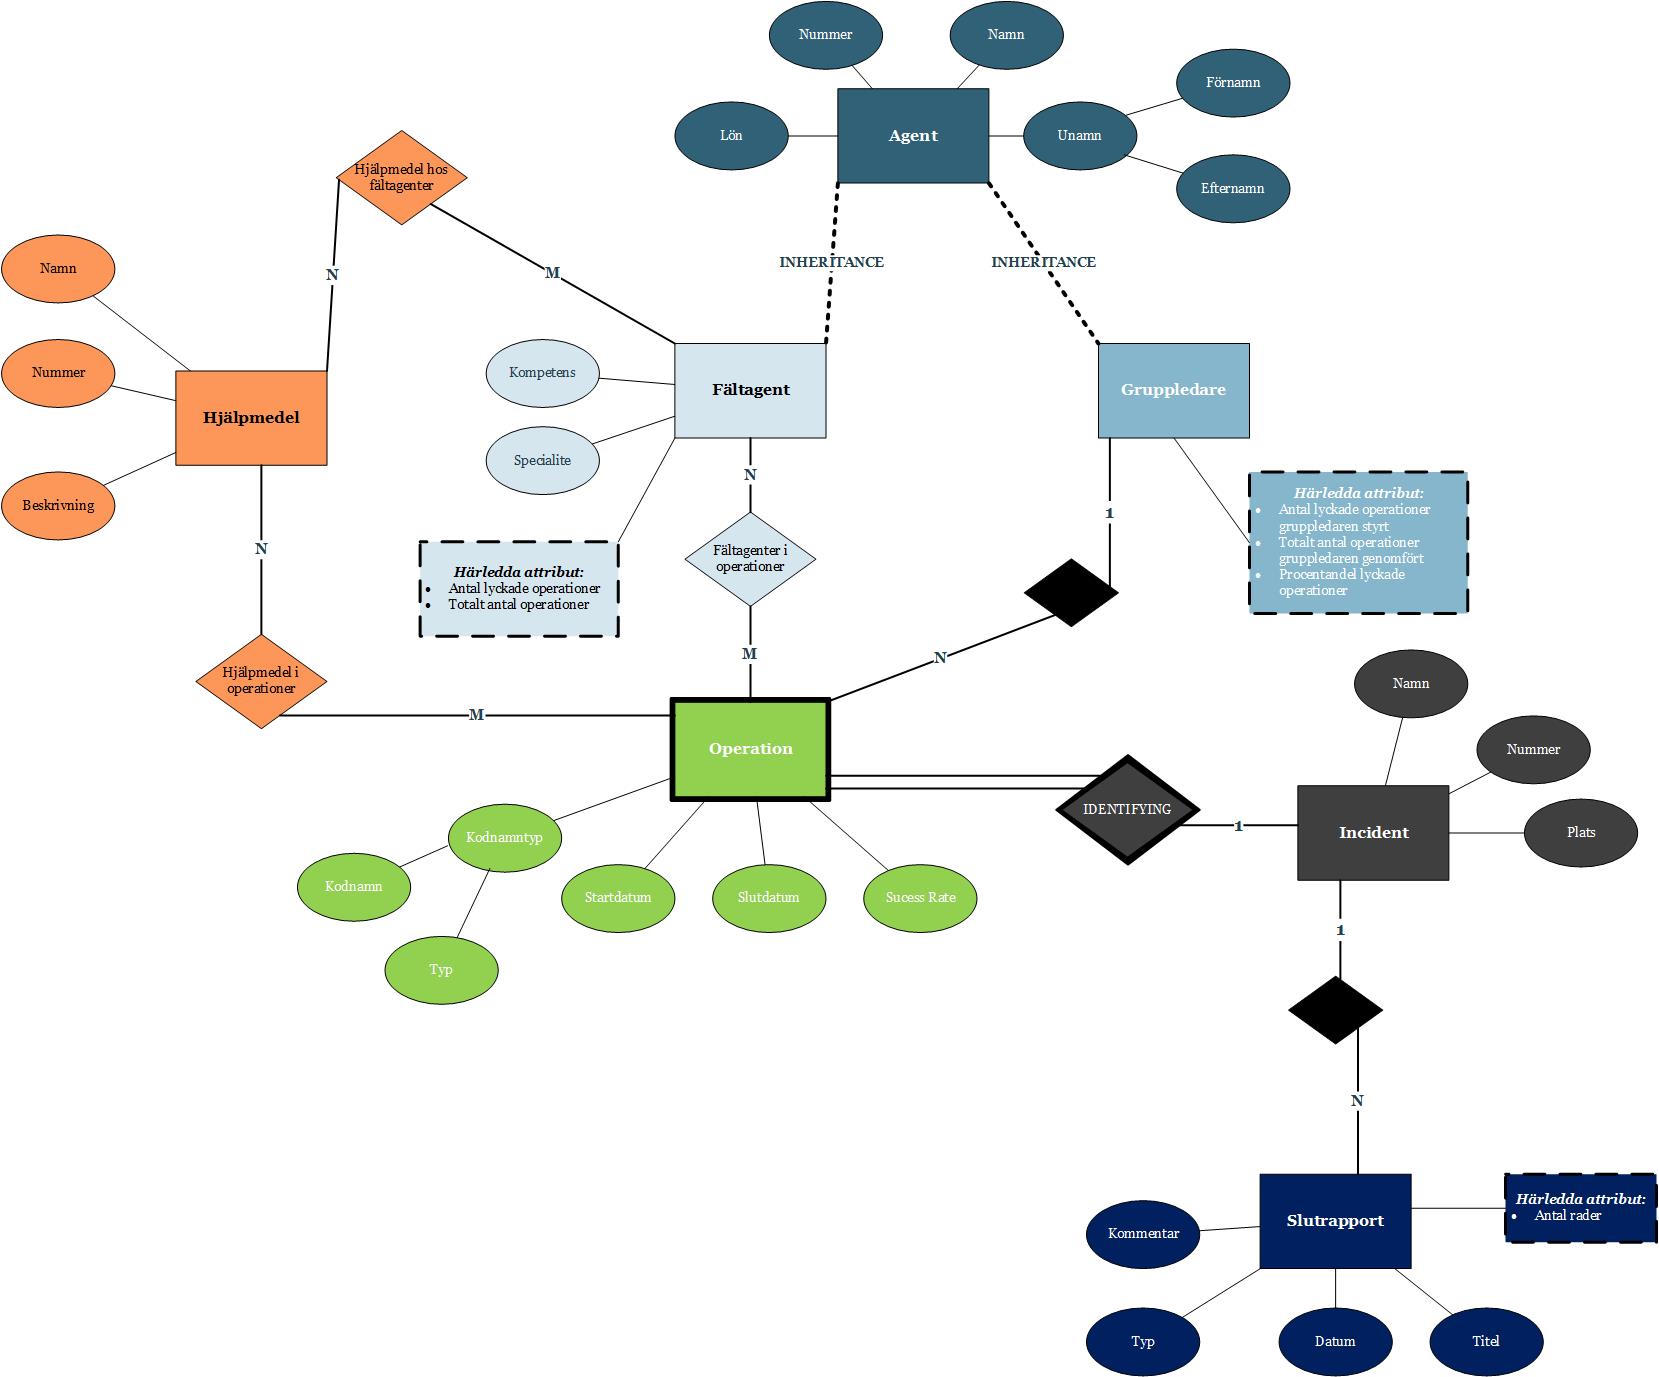 Nummer
Namn
Förnamn
Lön
Agent
Unamn
Efternamn
Hjälpmedel hos
fältagenter
INHERITANCE
INHERITANCE
N
M
Namn
Nummer
Hjälpmedel
Beskrivning
Kompetens
Specialite
Fältagent
Gruppledare
N
1
N
Härledda attribut:
• Antal lyckade operationer
• Totalt antal operationer
Fältagenter i
operationer
Härledda attribut:
• Antal lyckade operationer
gruppledaren styrt
• Totalt antal operationer
gruppledaren genomfört
• Procentandel lyckade
operationer
M
N
Hjälpmedel i
operationer
M
Operation
Namn
Nummer
Plats
IDENTIFYING
1
Incident
Kodnamntyp
Kodnamn
Typ
Startdatum
Slutdatum
Sucess Rate
1
N
Slutrapport
Härledda attribut:
• Antal rader
Kommentar
Typ
Datum
Titel